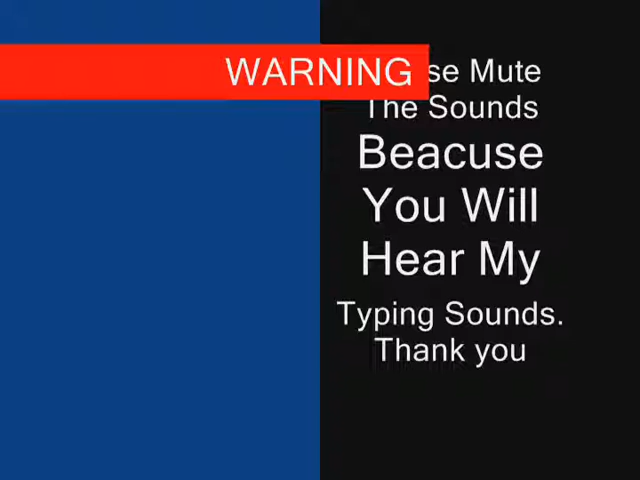 WARNING
Mute
The Sounds
Beacuse
You Will
Hear My
Typing Sounds.
Thank you